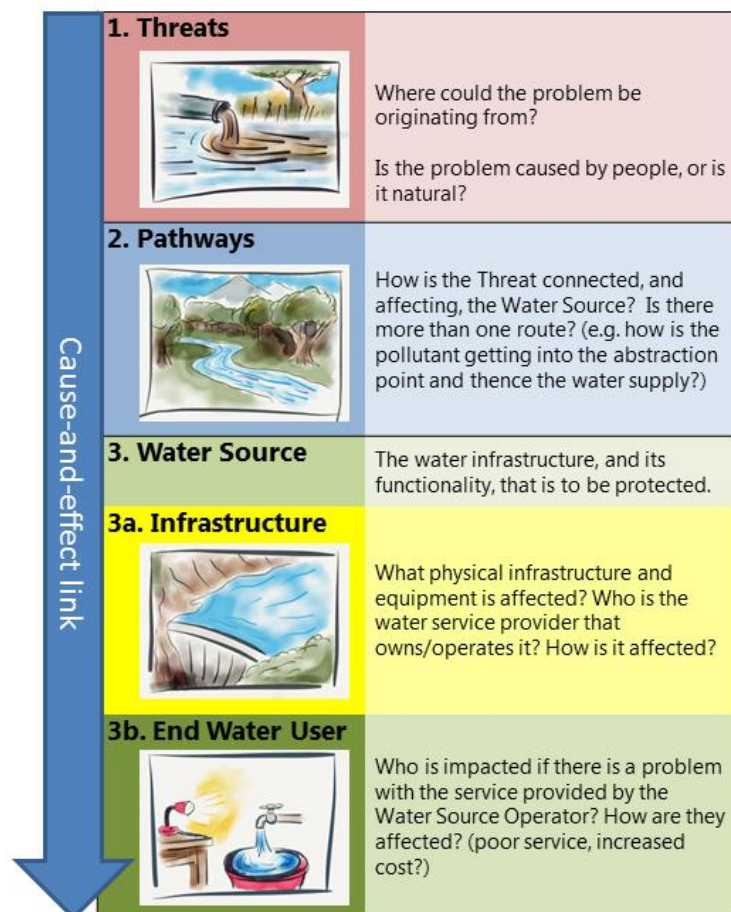 Cause-and-effect link
1. Threats
Where could the problem be
originating from?
Is the problem caused by people, or is
it natural?
2. Pathways
How is the Threat connected, and
affecting, the Water Source?  Is there
more than one route? (e.g. how is the
pollutant getting into the abstraction
point and thence the water supply?)
3. Water Source
The water infrastructure, and its
functionality, that is to be protected.
3a. Infrastructure
What physical infrastructure and
equipment is affected? Who is the
water service provider that
owns/operates it? How is it affected?
3b. End Water User
Who is impacted if there is a problem
with the service provided by the
Water Source Operator? How are they
affected? (poor service, increased
cost?)